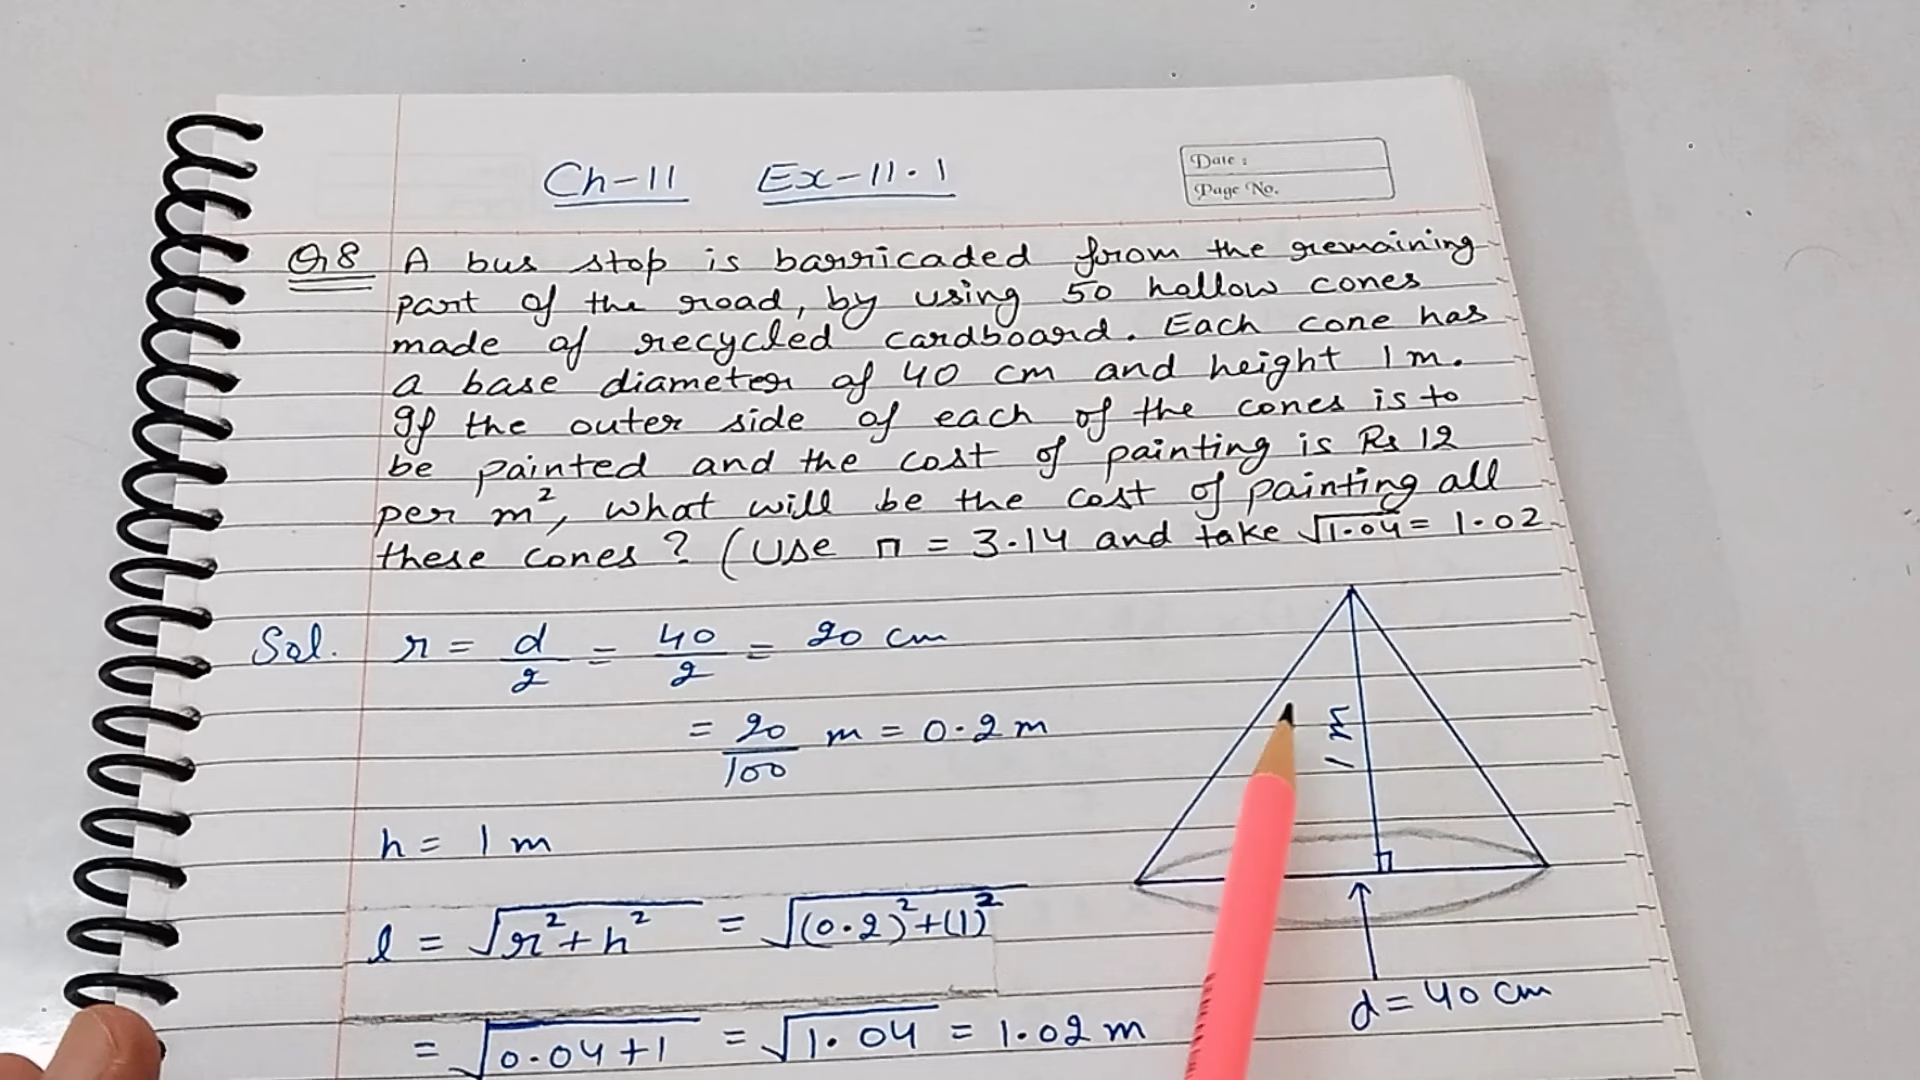 Ch-11 Ex-11.1
Date :
Page No.
Q8 A bus stop is barricaded from the remaining
part of the road, by using 50 hollow cones
made of recycled cardboard. Each cone has
a base diameter of 40 cm and height 1 m.
If the outer side of each of the cones is to
be painted and the cost of painting is Rs 12
per m², what will be the cost of painting all
these cones? (Use π = 3.14 and take √1.04 = 1.02
Sol. r = d/2 = 40/2 = 20 cm
= 20/100 m = 0.2 m
1 m
h = 1 m
l = √(r² + h²) = √((0.2)² + (1)²)
d = 40 cm
= √(0.04 + 1) = √1.04 = 1.02 m